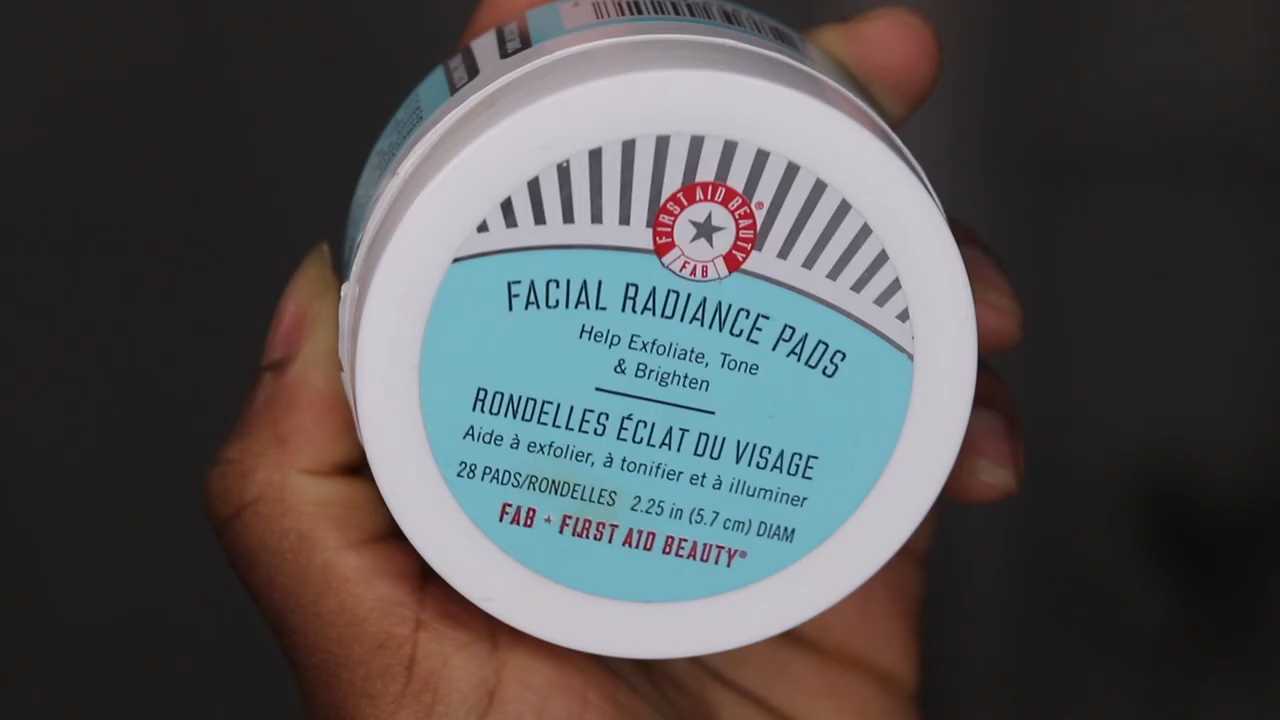 FIRST AID BEAUTY®
FAB
FACIAL RADIANCE PADS
Help Exfoliate, Tone
& Brighten
RONDELLES ÉCLAT DU VISAGE
Aide à exfolier, à tonifier et à illuminer
28 PADS/RONDELLES 2.25 in (5.7 cm) DIAM
FAB + FIRST AID BEAUTY®